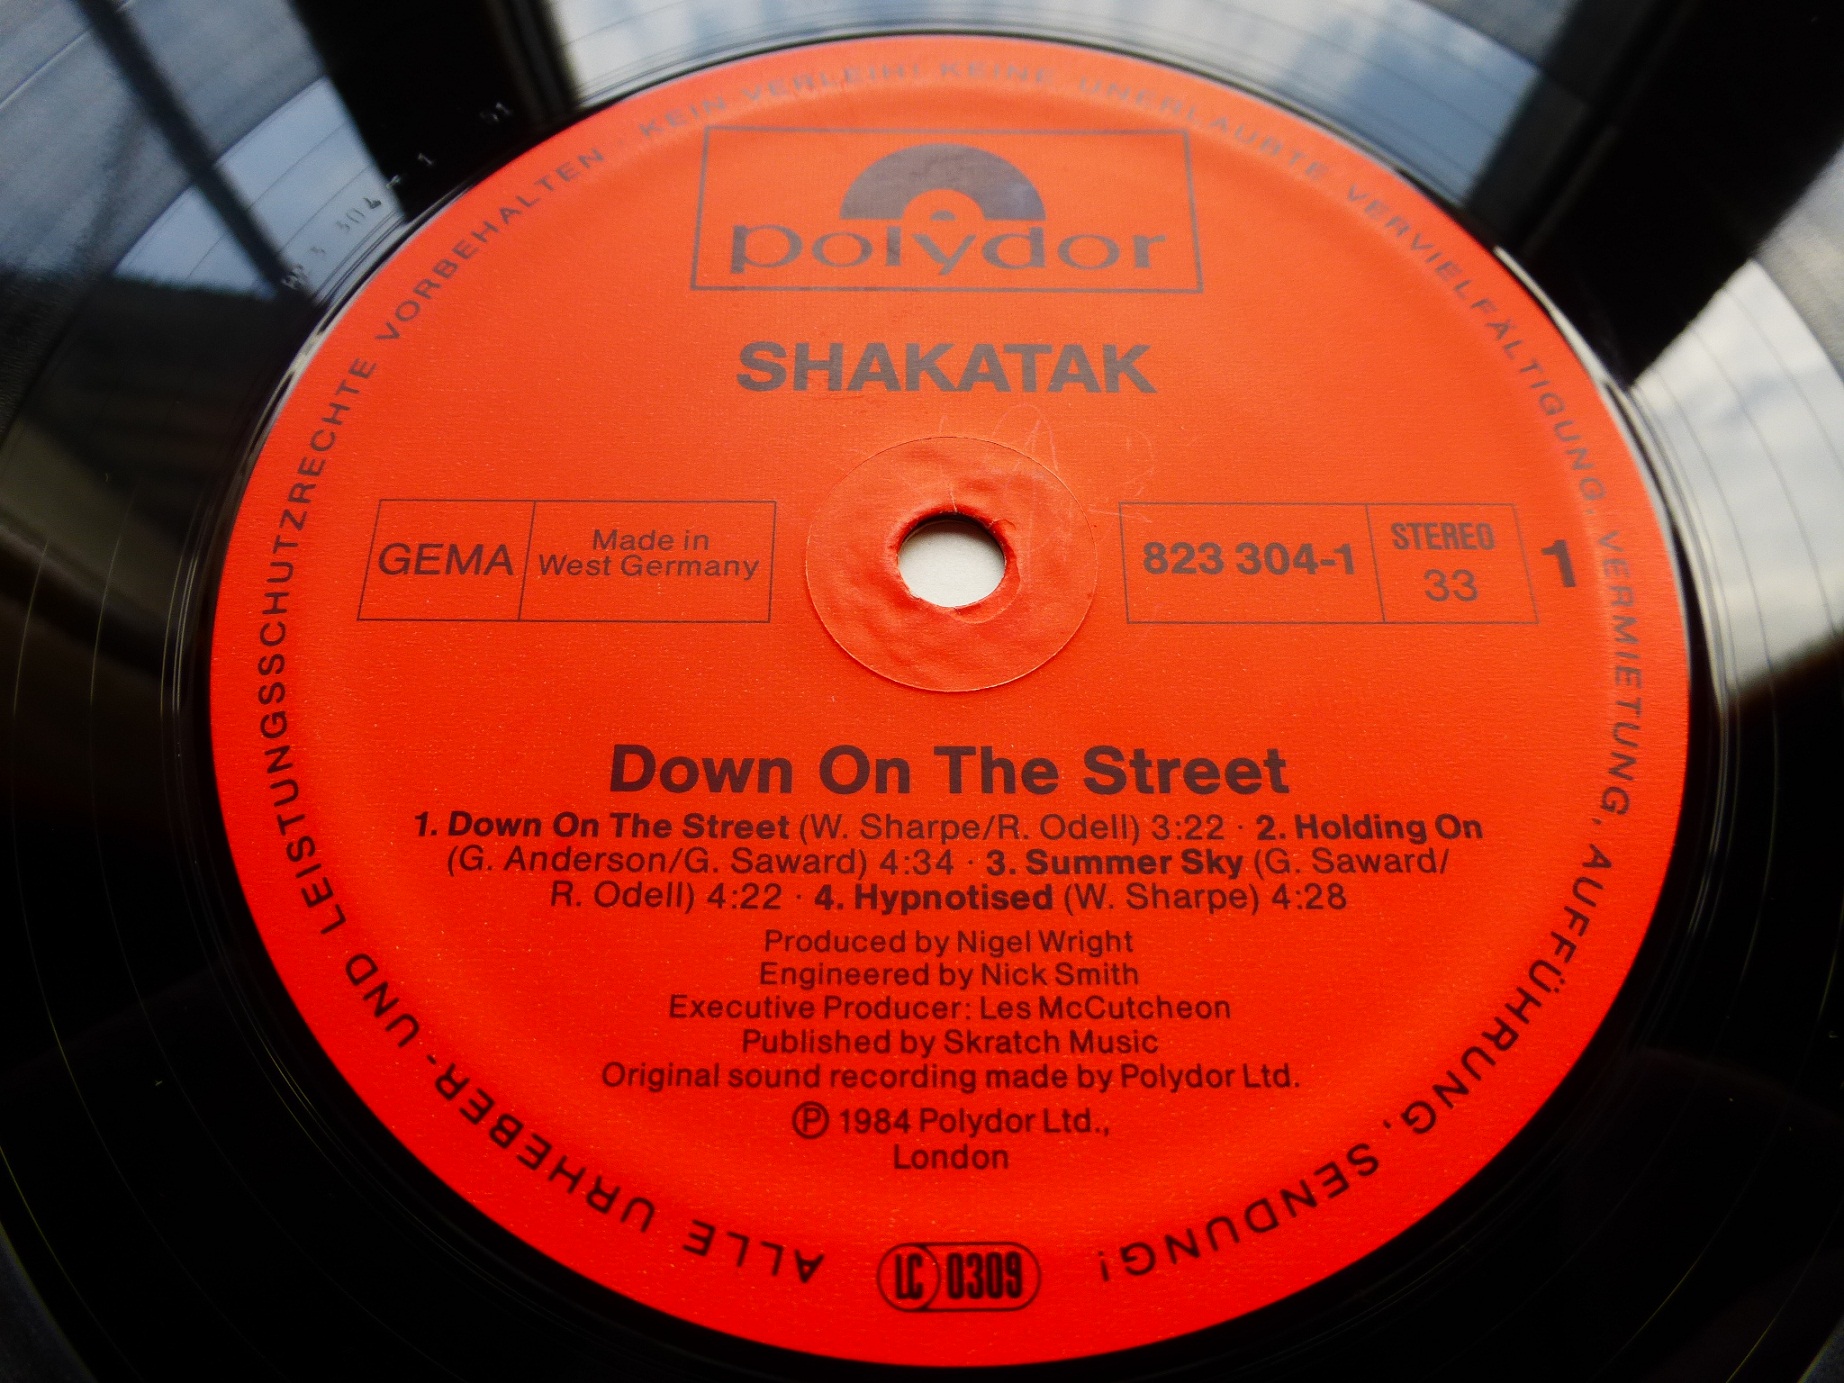 ALLE URHEBER- UND LEISTUNGSSCHUTZRECHTE VORBEHALTEN · KEIN VERLEIH! KEINE UNERLAUBTE VERVIELFÄLTIGUNG, VERMIETUNG, AUFFÜHRUNG, SENDUNG!
polydor
SHAKATAK
GEMA
Made in
West Germany
823 304-1
STEREO
33
1
Down On The Street
1. Down On The Street (W. Sharpe/R. Odell) 3:22 · 2. Holding On
(G. Anderson/G. Saward) 4:34 · 3. Summer Sky (G. Saward/
R. Odell) 4:22 · 4. Hypnotised (W. Sharpe) 4:28
Produced by Nigel Wright
Engineered by Nick Smith
Executive Producer: Les McCutcheon
Published by Skratch Music
Original sound recording made by Polydor Ltd.
Ⓟ 1984 Polydor Ltd.,
London
LC 0309